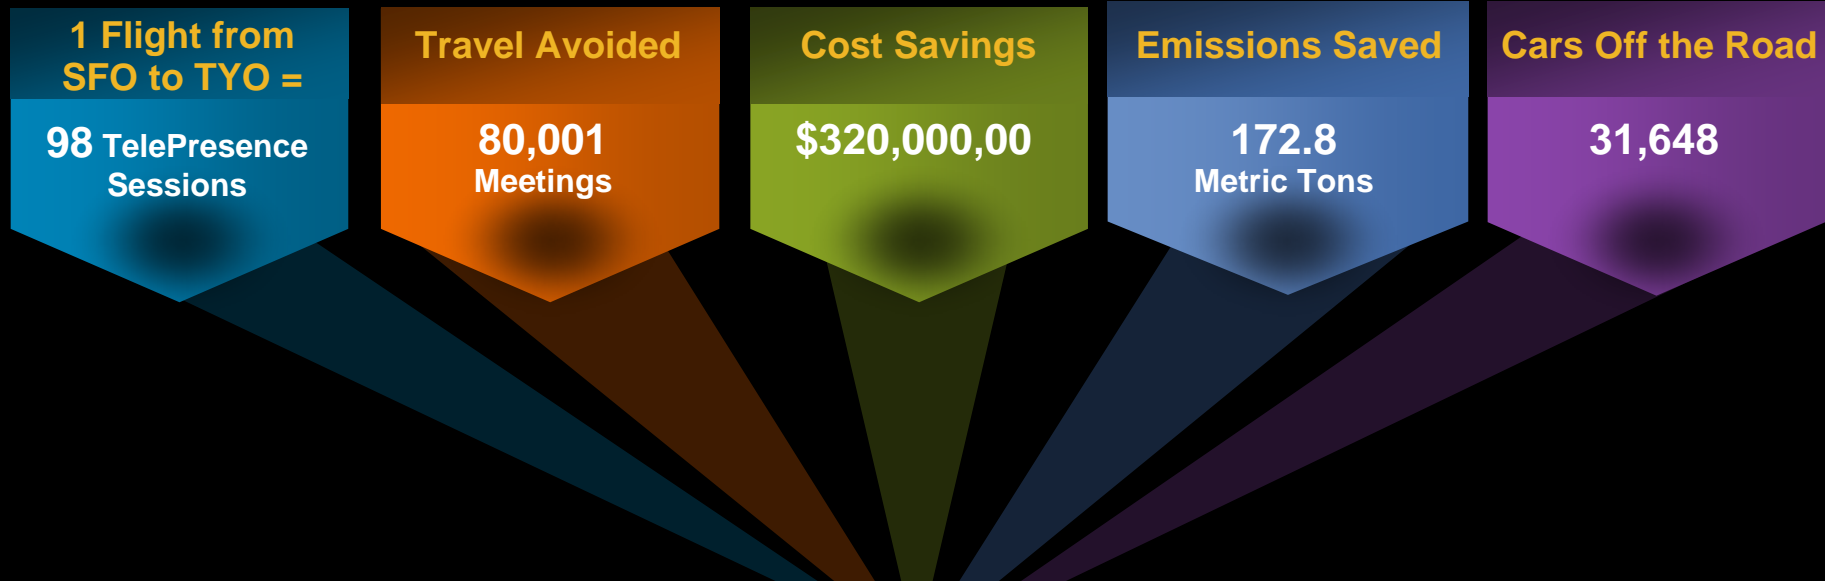 1 Flight from
SFO to TYO =
98 TelePresence
Sessions
Travel Avoided
80,001
Meetings
Cost Savings
$320,000,00
Emissions Saved
172.8
Metric Tons
Cars Off the Road
31,648